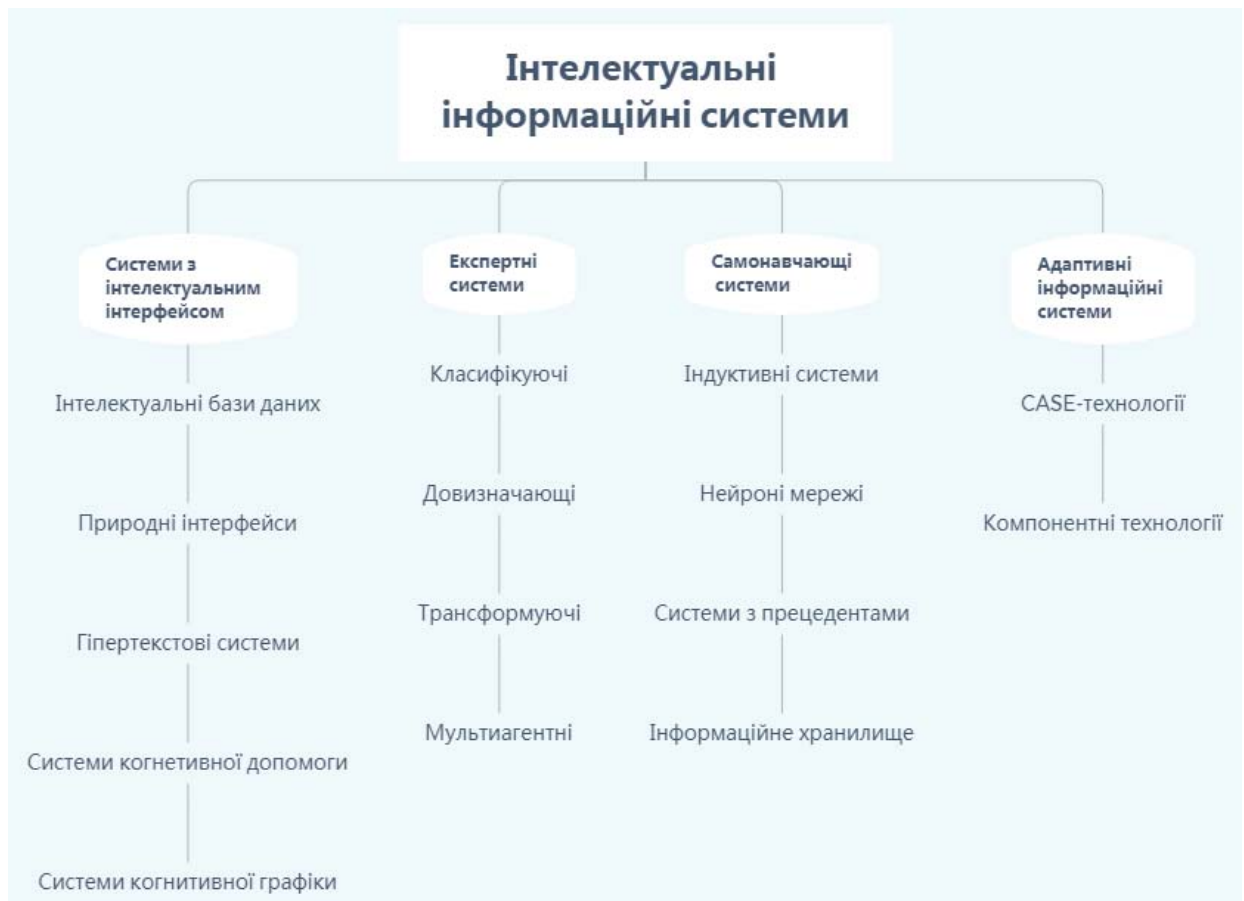 Інтелектуальні
інформаційні системи
Системи з
інтелектуальним
інтерфейсом
Інтелектуальні бази даних
Природні інтерфейси
Гіпертекстові системи
Системи когнетивної допомоги
Системи когнитивної графіки
Експертні
системи
Класифікуючі
Довизначающі
Трансформуючі
Мультиагентні
Самонавчающі
системи
Індуктивні системи
Нейроні мережі
Системи з прецедентами
Інформаційне хранилище
Адаптивні
інформаційні
системи
CASE-технології
Компонентні технології